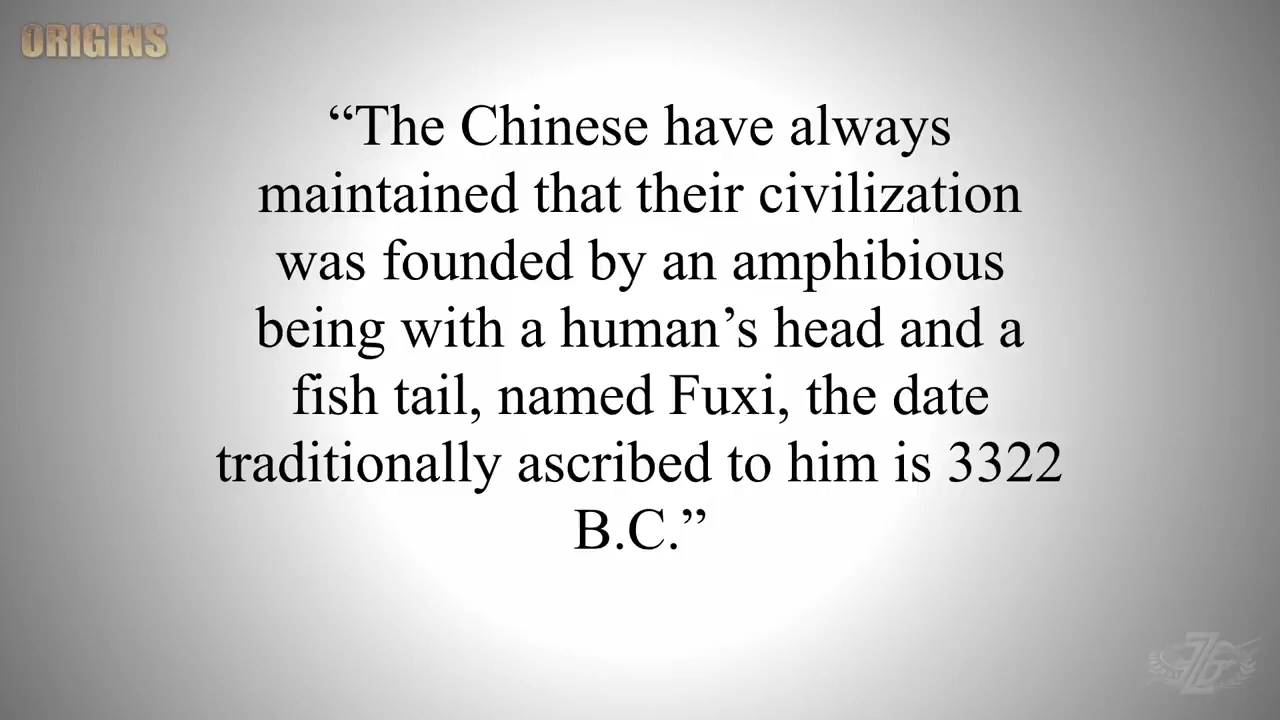 ORIGINS
“The Chinese have always
maintained that their civilization
was founded by an amphibious
being with a human’s head and a
fish tail, named Fuxi, the date
traditionally ascribed to him is 3322
B.C.”